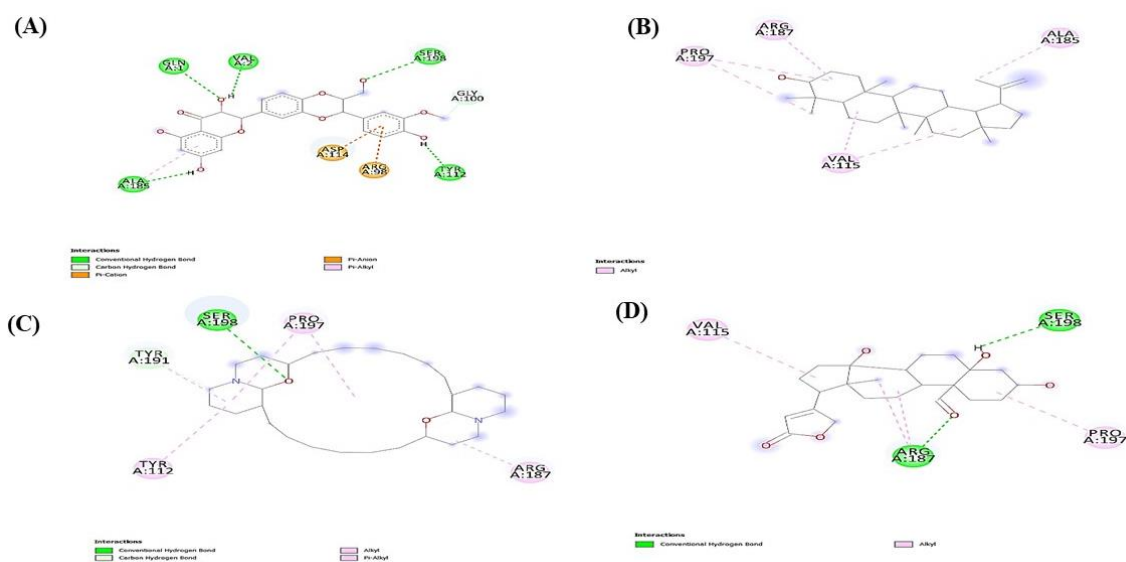 (A)
GLN
A:1
VAL
A:2
SER
A:198
GLY
A:100
ASP
A:114
ARG
A:98
TYR
A:112
ALA
A:185
H
H
H
O
O
O
O
O
O
O
O
O
O
Interactions
Conventional Hydrogen Bond
Carbon Hydrogen Bond
Pi-Cation
Pi-Anion
Pi-Alkyl
(B)
ARG
A:187
PRO
A:197
ALA
A:185
VAL
A:115
O
Interactions
Alkyl
(C)
SER
A:198
PRO
A:197
TYR
A:191
TYR
A:112
ARG
A:187
N
O
O
N
Interactions
Conventional Hydrogen Bond
Carbon Hydrogen Bond
Alkyl
Pi-Alkyl
(D)
VAL
A:115
SER
A:198
ARG
A:187
PRO
A:197
H
O
O
O
O
O
O
Interactions
Conventional Hydrogen Bond
Alkyl